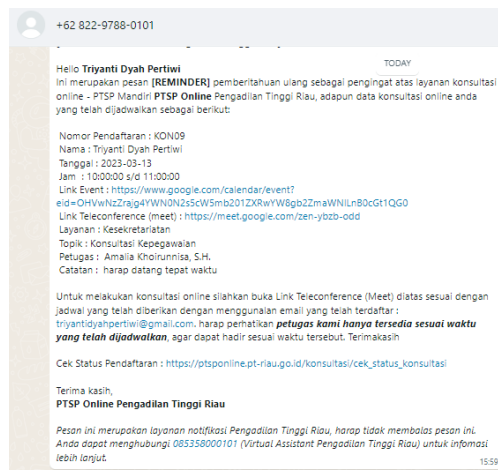 +62 822-9788-0101
TODAY
Hello Triyanti Dyah Pertiwi
Ini merupakan pesan [REMINDER] pemberitahuan ulang sebagai pengingat atas layanan konsultasi
online - PTSP Mandiri PTSP Online Pengadilan Tinggi Riau, adapun data konsultasi online anda
yang telah dijadwalkan sebagai berikut:
Nomor Pendaftaran : KON09
Nama : Triyanti Dyah Pertiwi
Tanggal : 2023-03-13
Jam : 10:00:00 s/d 11:00:00
Link Event : https://www.google.com/calendar/event?
eid=OHVwNzZrajg4YWN0N2s5cW5mb201ZXRwYW8gb2ZmaWNlLnB0cGt1QG0
Link Teleconference (meet) : https://meet.google.com/zen-ybzb-odd
Layanan : Kesekretariatan
Topik : Konsultasi Kepegawaian
Petugas : Amalia Khoirunnisa, S.H.
Catatan : harap datang tepat waktu
Untuk melakukan konsultasi online silahkan buka Link Teleconference (Meet) diatas sesuai dengan
jadwal yang telah diberikan dengan menggunalan email yang telah terdaftar :
triyantidyahpertiwi@gmail.com. harap perhatikan petugas kami hanya tersedia sesuai waktu
yang telah dijadwalkan, agar dapat hadir sesuai waktu tersebut. Terimakasih
Cek Status Pendaftaran : https://ptsponline.pt-riau.go.id/konsultasi/cek_status_konsultasi
Terima kasih,
PTSP Online Pengadilan Tinggi Riau
Pesan ini merupakan layanan notifikasi Pengadilan Tinggi Riau, harap tidak membalas pesan ini.
Anda dapat menghubungi 085358000101 (Virtual Assistant Pengadilan Tinggi Riau) untuk infomasi
lebih lanjut.
15:59